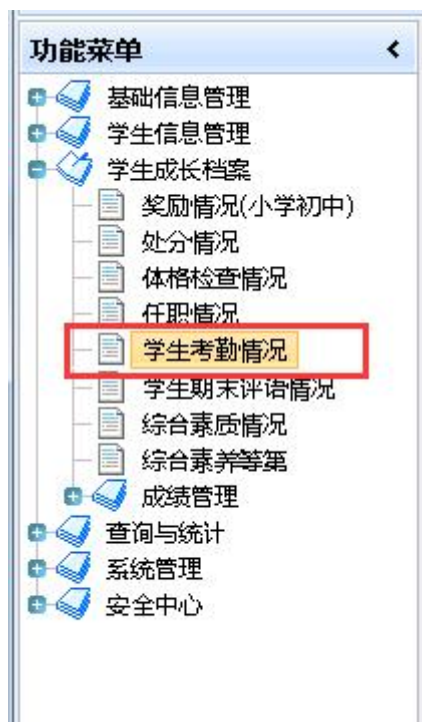 功能菜单
基础信息管理
学生信息管理
学生成长档案
奖励情况(小学初中)
处分情况
体格检查情况
任职情况
学生考勤情况
学生期末评语情况
综合素质情况
综合素养等第
成绩管理
查询与统计
系统管理
安全中心